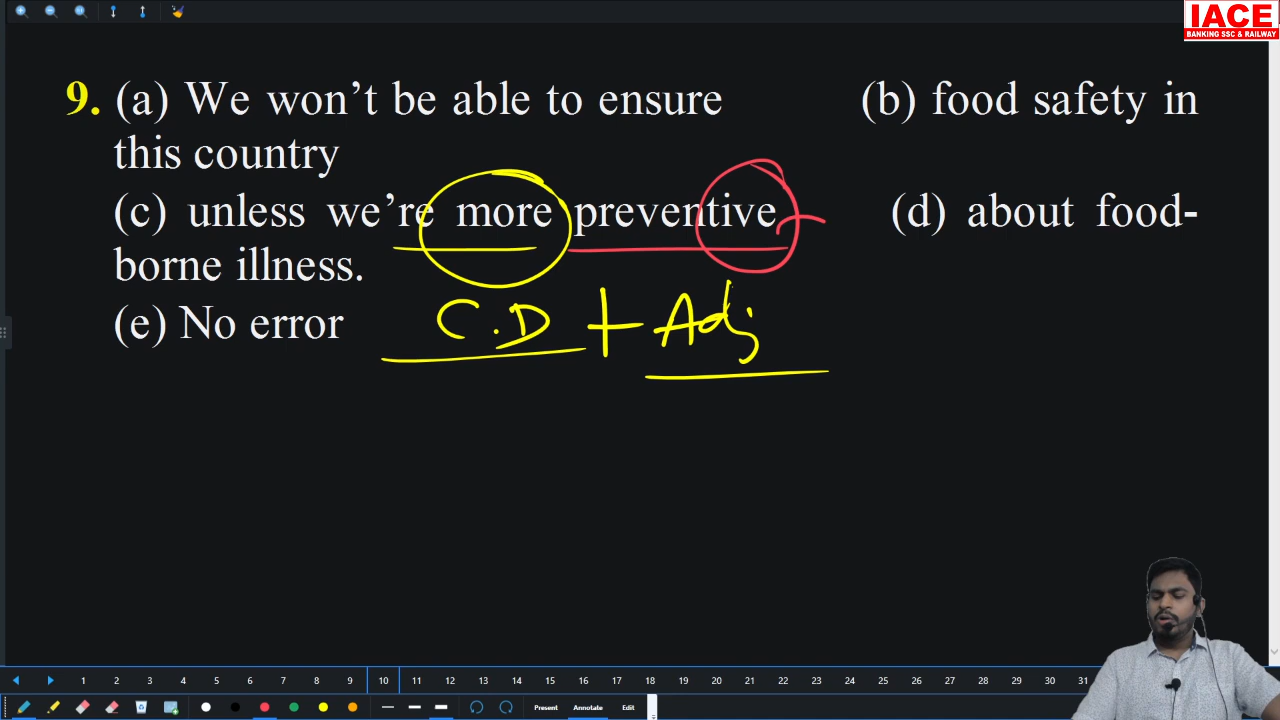 IACE
BANKING SSC & RAILWAY
9. (a) We won't be able to ensure (b) food safety in
this country
(c) unless we're more preventive (d) about food-
borne illness.
(e) No error
C.D + Adj
1 2 3 4 5 6 7 8 9 10 11 12 13 14 15 16 17 18 19 20 21 22 23 24 25 26 27 28 29 30 31
Present Annotate Edit